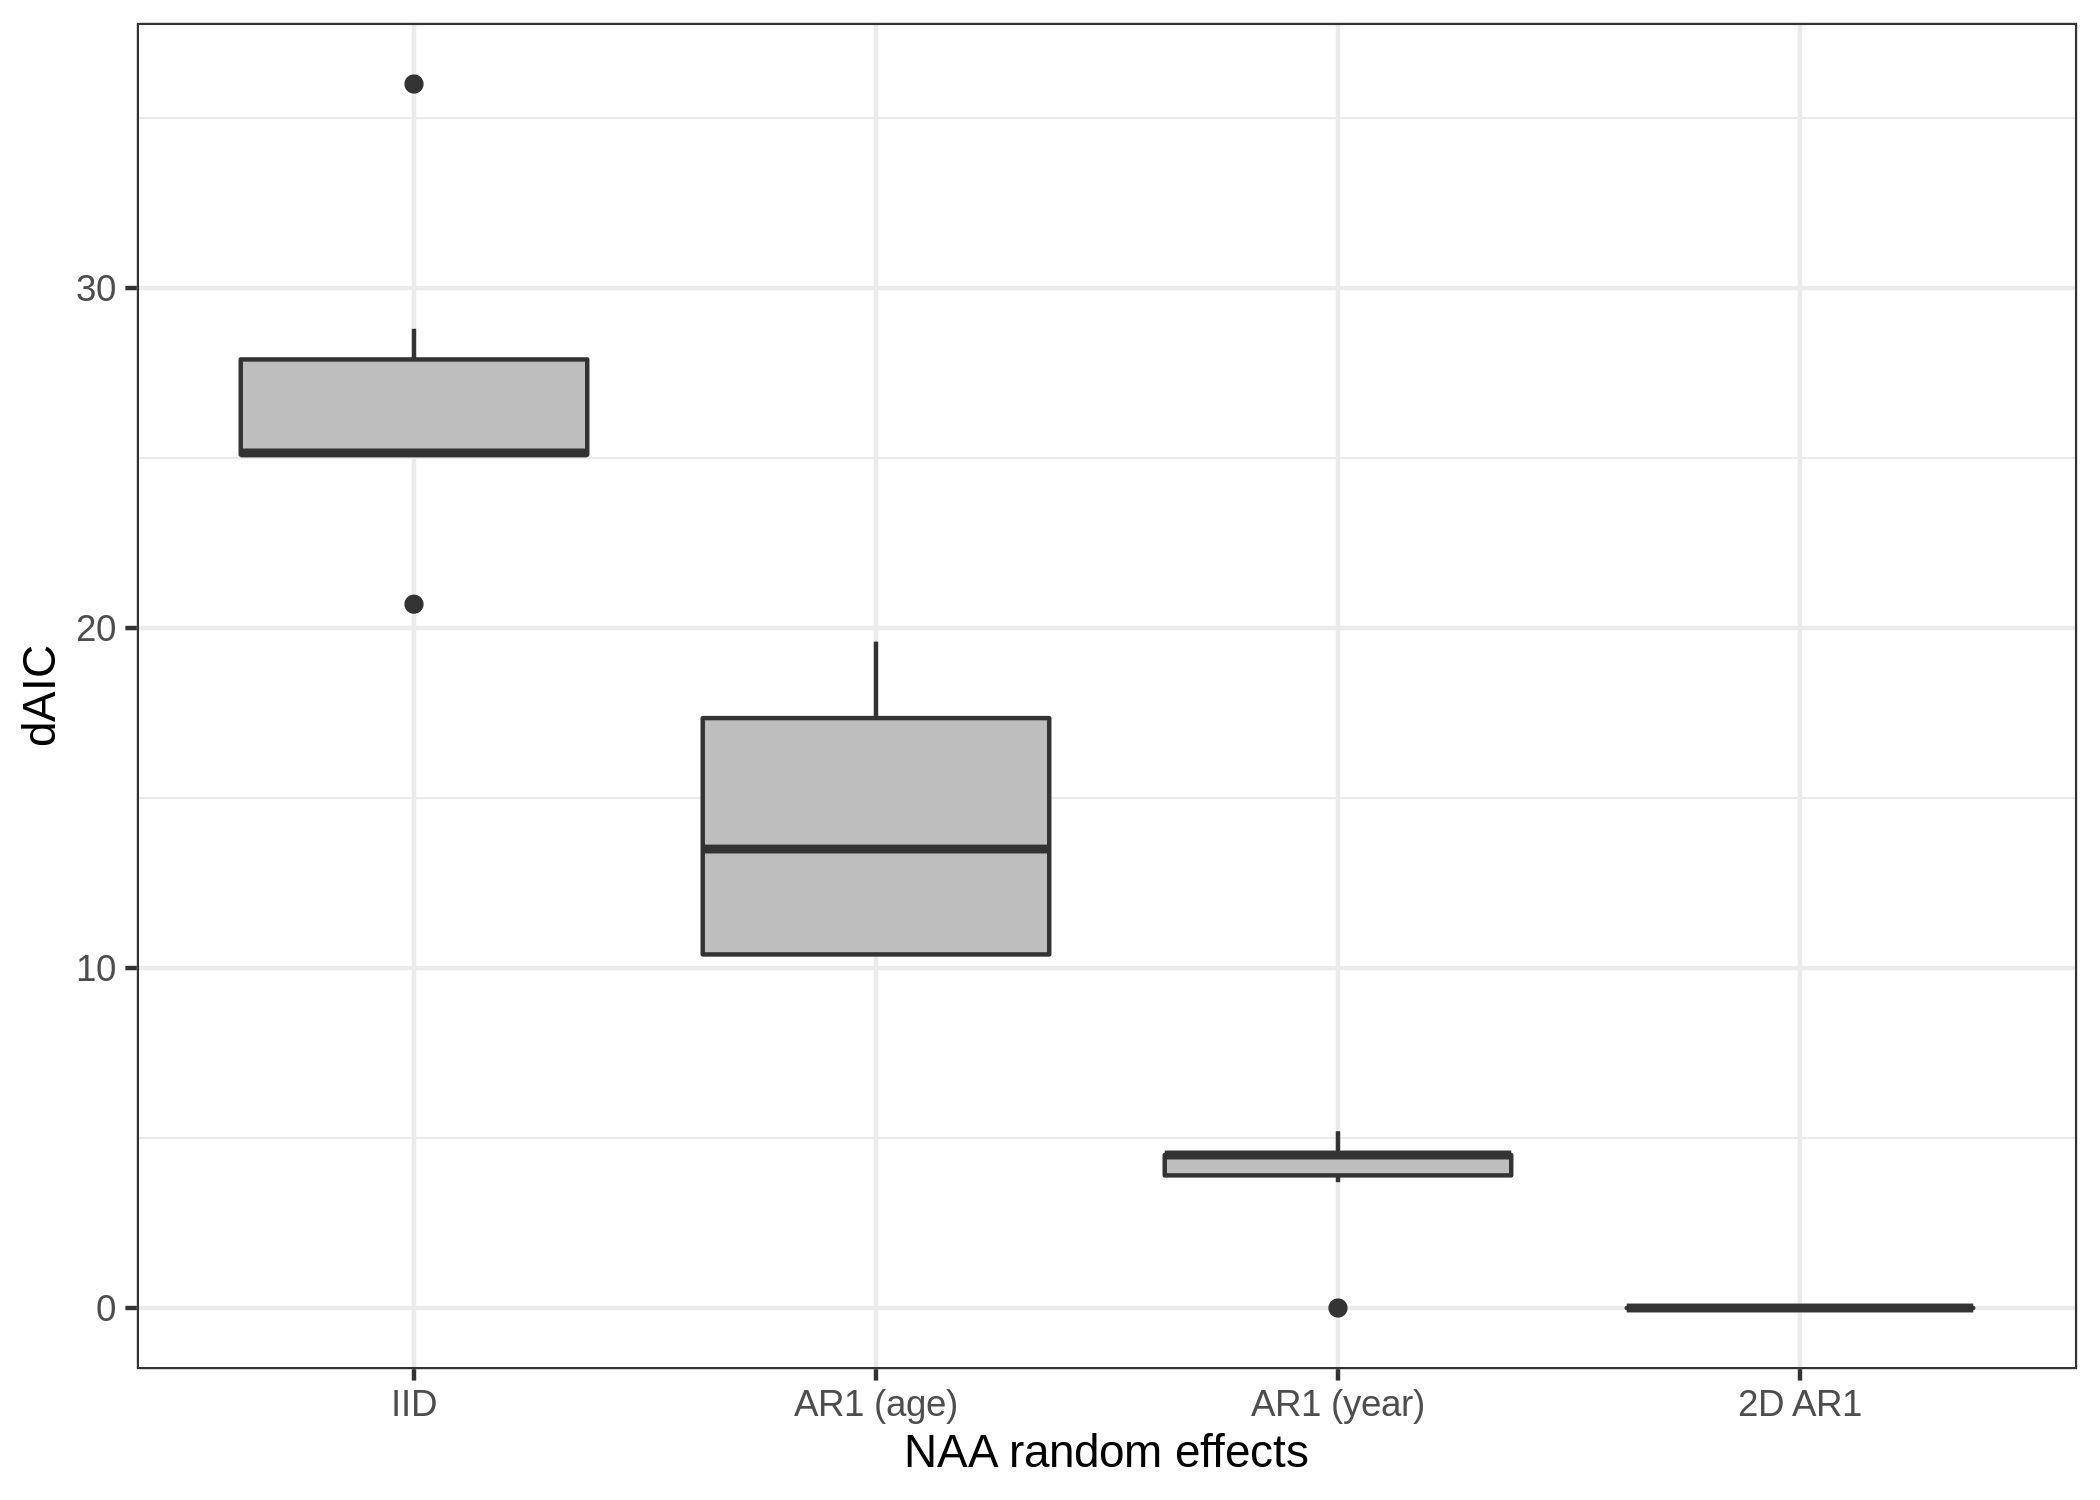 dAIC
30
20
10
0
IID
AR1 (age)
AR1 (year)
2D AR1
NAA random effects